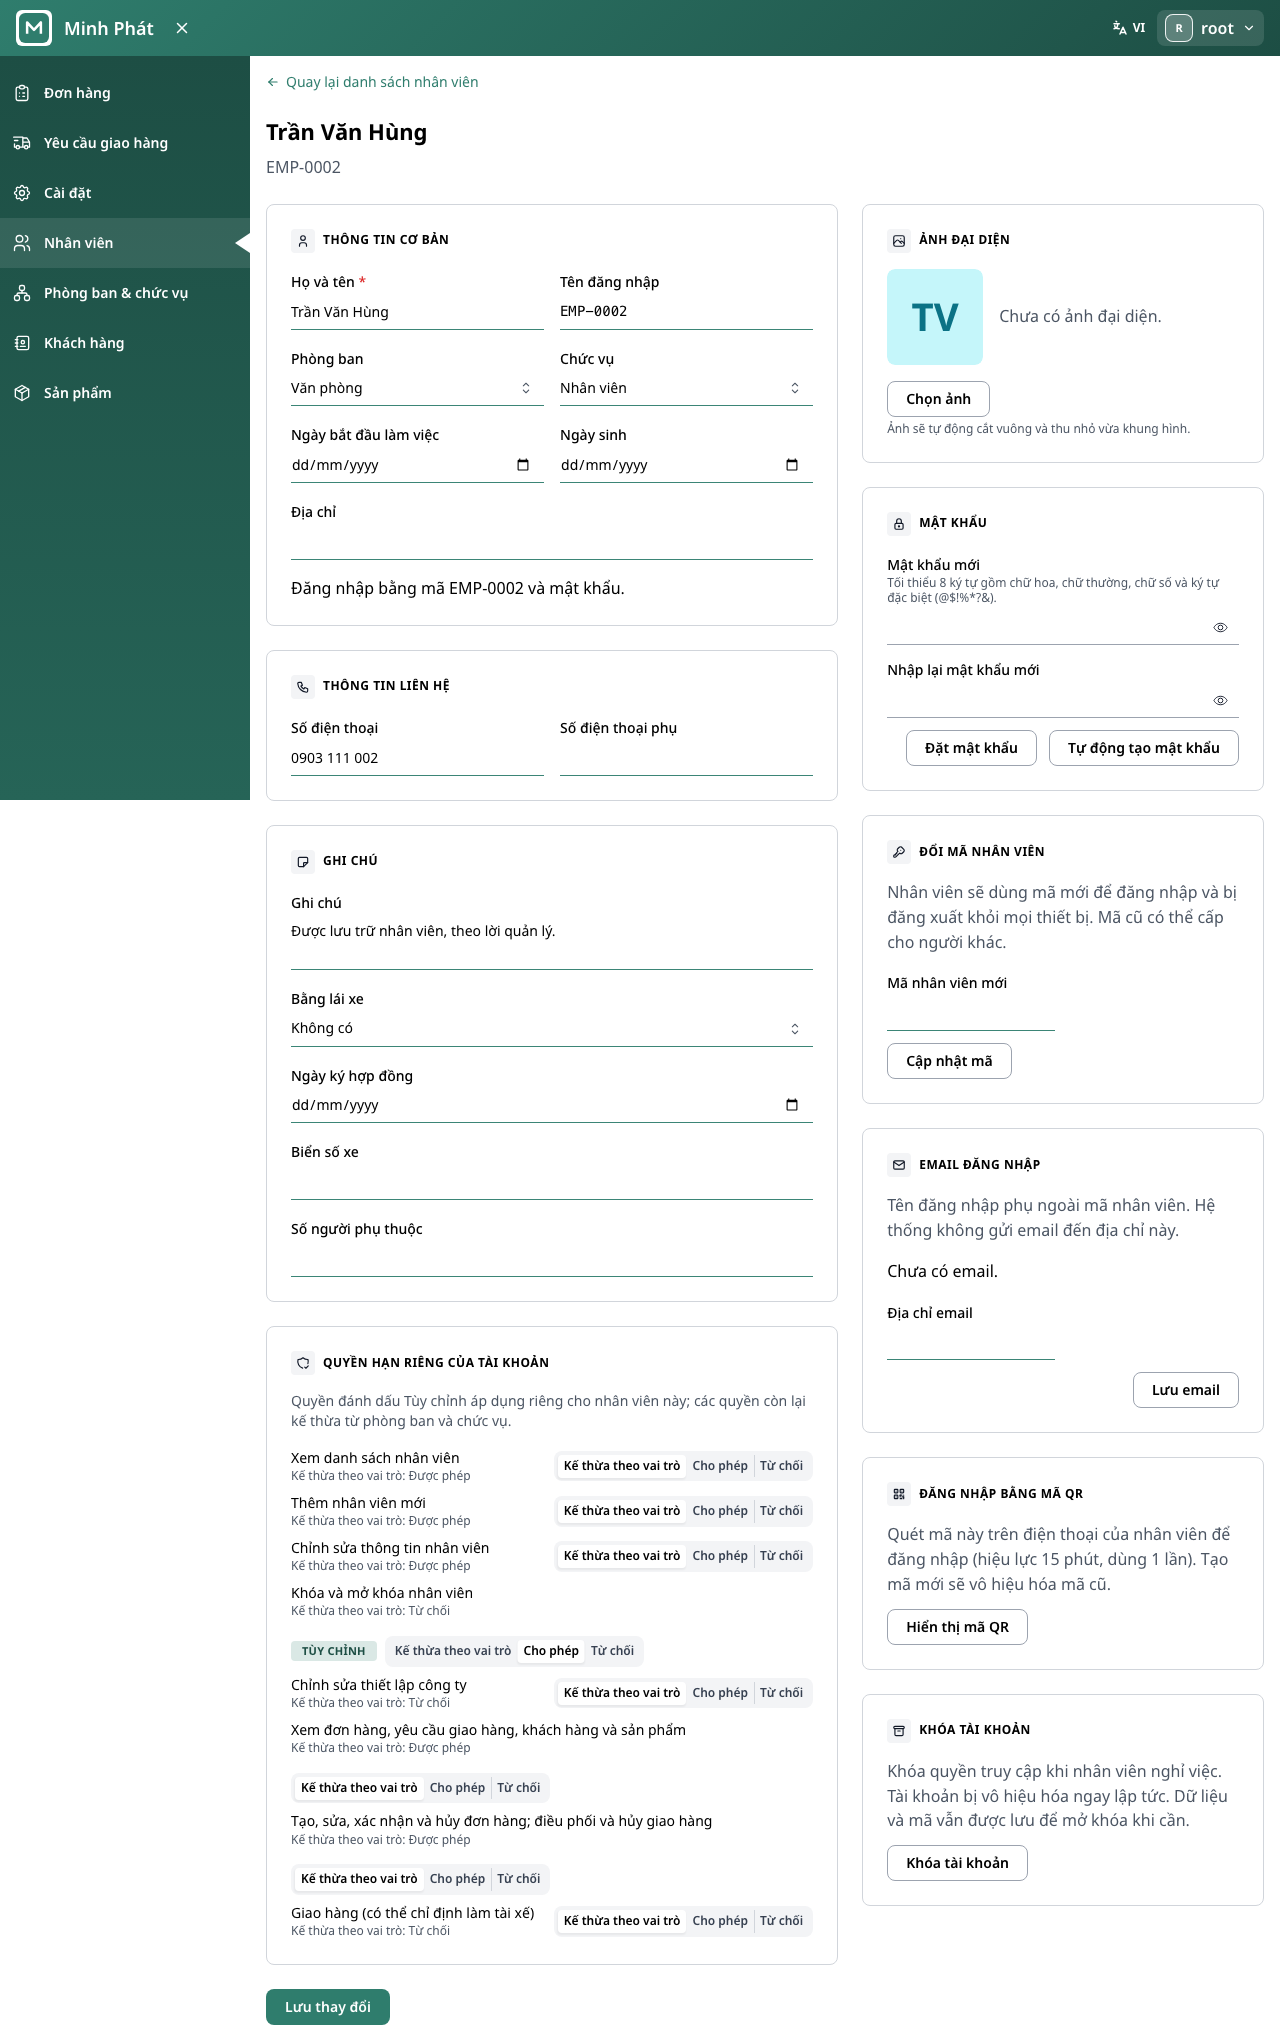 Minh Phát
VI
R
root
Đơn hàng
Yêu cầu giao hàng
Cài đặt
Nhân viên
Phòng ban & chức vụ
Khách hàng
Sản phẩm
Quay lại danh sách nhân viên
Trần Văn Hùng
EMP-0002
THÔNG TIN CƠ BẢN
Họ và tên *
Tên đăng nhập
Trần Văn Hùng
EMP-0002
Phòng ban
Chức vụ
Văn phòng
Nhân viên
Ngày bắt đầu làm việc
Ngày sinh
dd/mm/yyyy
dd/mm/yyyy
Địa chỉ
Đăng nhập bằng mã EMP-0002 và mật khẩu.
THÔNG TIN LIÊN HỆ
Số điện thoại
Số điện thoại phụ
0903 111 002
GHI CHÚ
Ghi chú
Được lưu trữ nhân viên, theo lời quản lý.
Bằng lái xe
Không có
Ngày ký hợp đồng
dd/mm/yyyy
Biển số xe
Số người phụ thuộc
QUYỀN HẠN RIÊNG CỦA TÀI KHOẢN
Quyền đánh dấu Tùy chỉnh áp dụng riêng cho nhân viên này; các quyền còn lại
kế thừa từ phòng ban và chức vụ.
Xem danh sách nhân viên
Kế thừa theo vai trò: Được phép
Kế thừa theo vai trò Cho phép Từ chối
Thêm nhân viên mới
Kế thừa theo vai trò: Được phép
Kế thừa theo vai trò Cho phép Từ chối
Chỉnh sửa thông tin nhân viên
Kế thừa theo vai trò: Được phép
Kế thừa theo vai trò Cho phép Từ chối
Khóa và mở khóa nhân viên
Kế thừa theo vai trò: Từ chối
TÙY CHỈNH Kế thừa theo vai trò Cho phép Từ chối
Chỉnh sửa thiết lập công ty
Kế thừa theo vai trò: Từ chối
Kế thừa theo vai trò Cho phép Từ chối
Xem đơn hàng, yêu cầu giao hàng, khách hàng và sản phẩm
Kế thừa theo vai trò: Được phép
Kế thừa theo vai trò Cho phép Từ chối
Tạo, sửa, xác nhận và hủy đơn hàng; điều phối và hủy giao hàng
Kế thừa theo vai trò: Được phép
Kế thừa theo vai trò Cho phép Từ chối
Giao hàng (có thể chỉ định làm tài xế)
Kế thừa theo vai trò: Từ chối
Kế thừa theo vai trò Cho phép Từ chối
Lưu thay đổi
ẢNH ĐẠI DIỆN
TV
Chưa có ảnh đại diện.
Chọn ảnh
Ảnh sẽ tự động cắt vuông và thu nhỏ vừa khung hình.
MẬT KHẨU
Mật khẩu mới
Tối thiểu 8 ký tự gồm chữ hoa, chữ thường, chữ số và ký tự
đặc biệt (@$!%*?&).
Nhập lại mật khẩu mới
Đặt mật khẩu
Tự động tạo mật khẩu
ĐỔI MÃ NHÂN VIÊN
Nhân viên sẽ dùng mã mới để đăng nhập và bị
đăng xuất khỏi mọi thiết bị. Mã cũ có thể cấp
cho người khác.
Mã nhân viên mới
Cập nhật mã
EMAIL ĐĂNG NHẬP
Tên đăng nhập phụ ngoài mã nhân viên. Hệ
thống không gửi email đến địa chỉ này.
Chưa có email.
Địa chỉ email
Lưu email
ĐĂNG NHẬP BẰNG MÃ QR
Quét mã này trên điện thoại của nhân viên để
đăng nhập (hiệu lực 15 phút, dùng 1 lần). Tạo
mã mới sẽ vô hiệu hóa mã cũ.
Hiển thị mã QR
KHÓA TÀI KHOẢN
Khóa quyền truy cập khi nhân viên nghỉ việc.
Tài khoản bị vô hiệu hóa ngay lập tức. Dữ liệu
và mã vẫn được lưu để mở khóa khi cần.
Khóa tài khoản